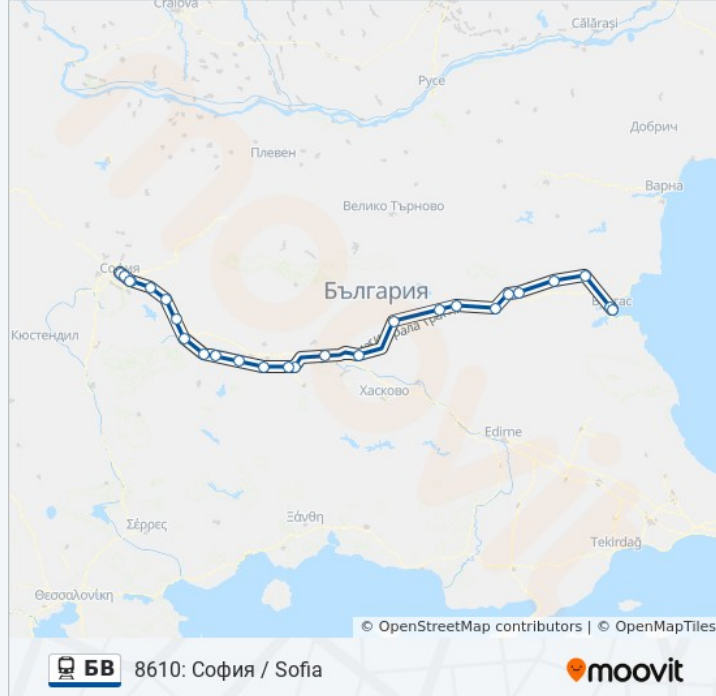 Craiova
Călărași
Русе
Добрич
Плевен
Варна
Велико Търново
София
България
Бургас
Кюстендил
Хасково
Edirne
Ξάνθη
Σέρρες
Tekirdağ
Θεσσαλονίκη
© OpenStreetMap contributors | © OpenMapTiles
БВ 8610: София / Sofia
moovit